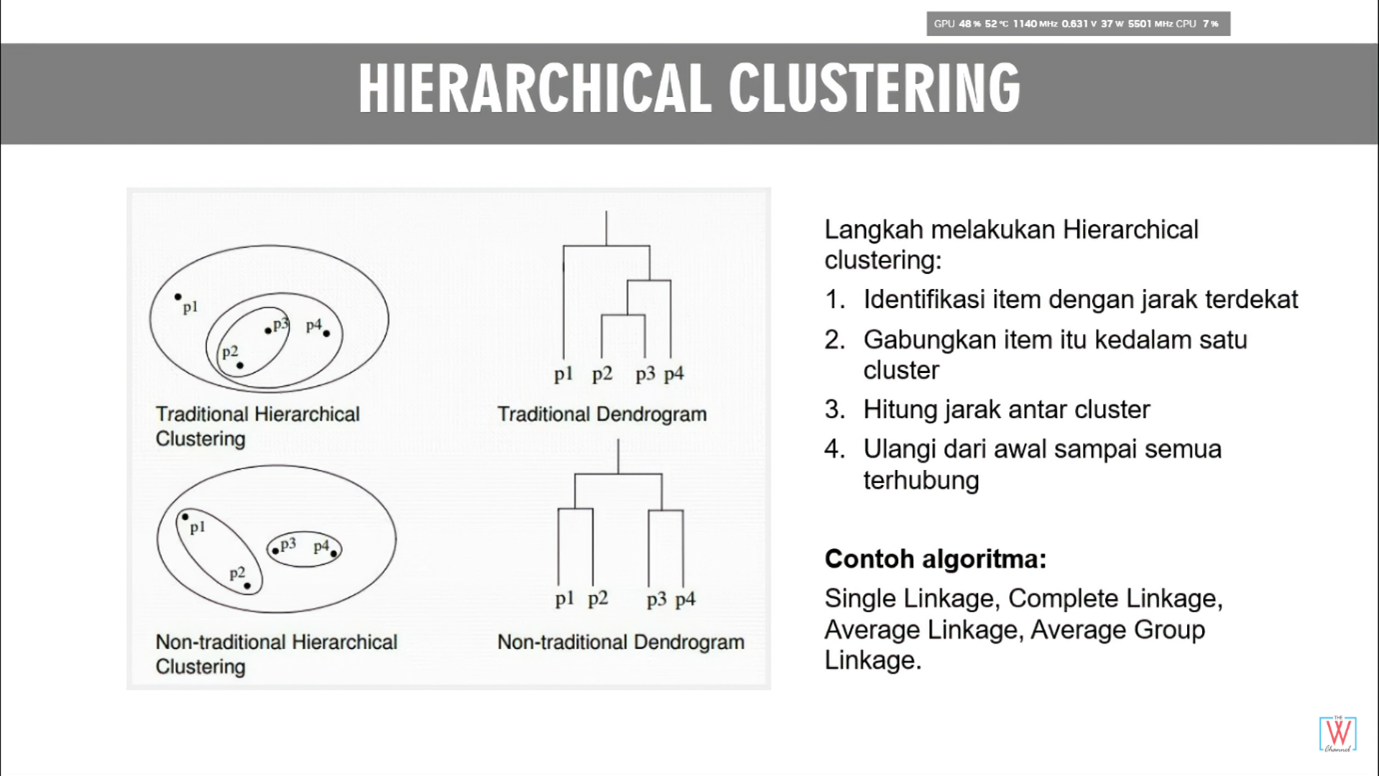 GPU 48 % 52 °C 1140 MHz 0.631 V 37 W 5501 MHz CPU 7 %
HIERARCHICAL CLUSTERING
p1
p3 p4
p2
Traditional Hierarchical
Clustering
p1 p2 p3 p4
Traditional Dendrogram
p1
p3 p4
p2
Non-traditional Hierarchical
Clustering
p1 p2 p3 p4
Non-traditional Dendrogram
Langkah melakukan Hierarchical
clustering:
1. Identifikasi item dengan jarak terdekat
2. Gabungkan item itu kedalam satu
cluster
3. Hitung jarak antar cluster
4. Ulangi dari awal sampai semua
terhubung
Contoh algoritma:
Single Linkage, Complete Linkage,
Average Linkage, Average Group
Linkage.
THE
W
Channel